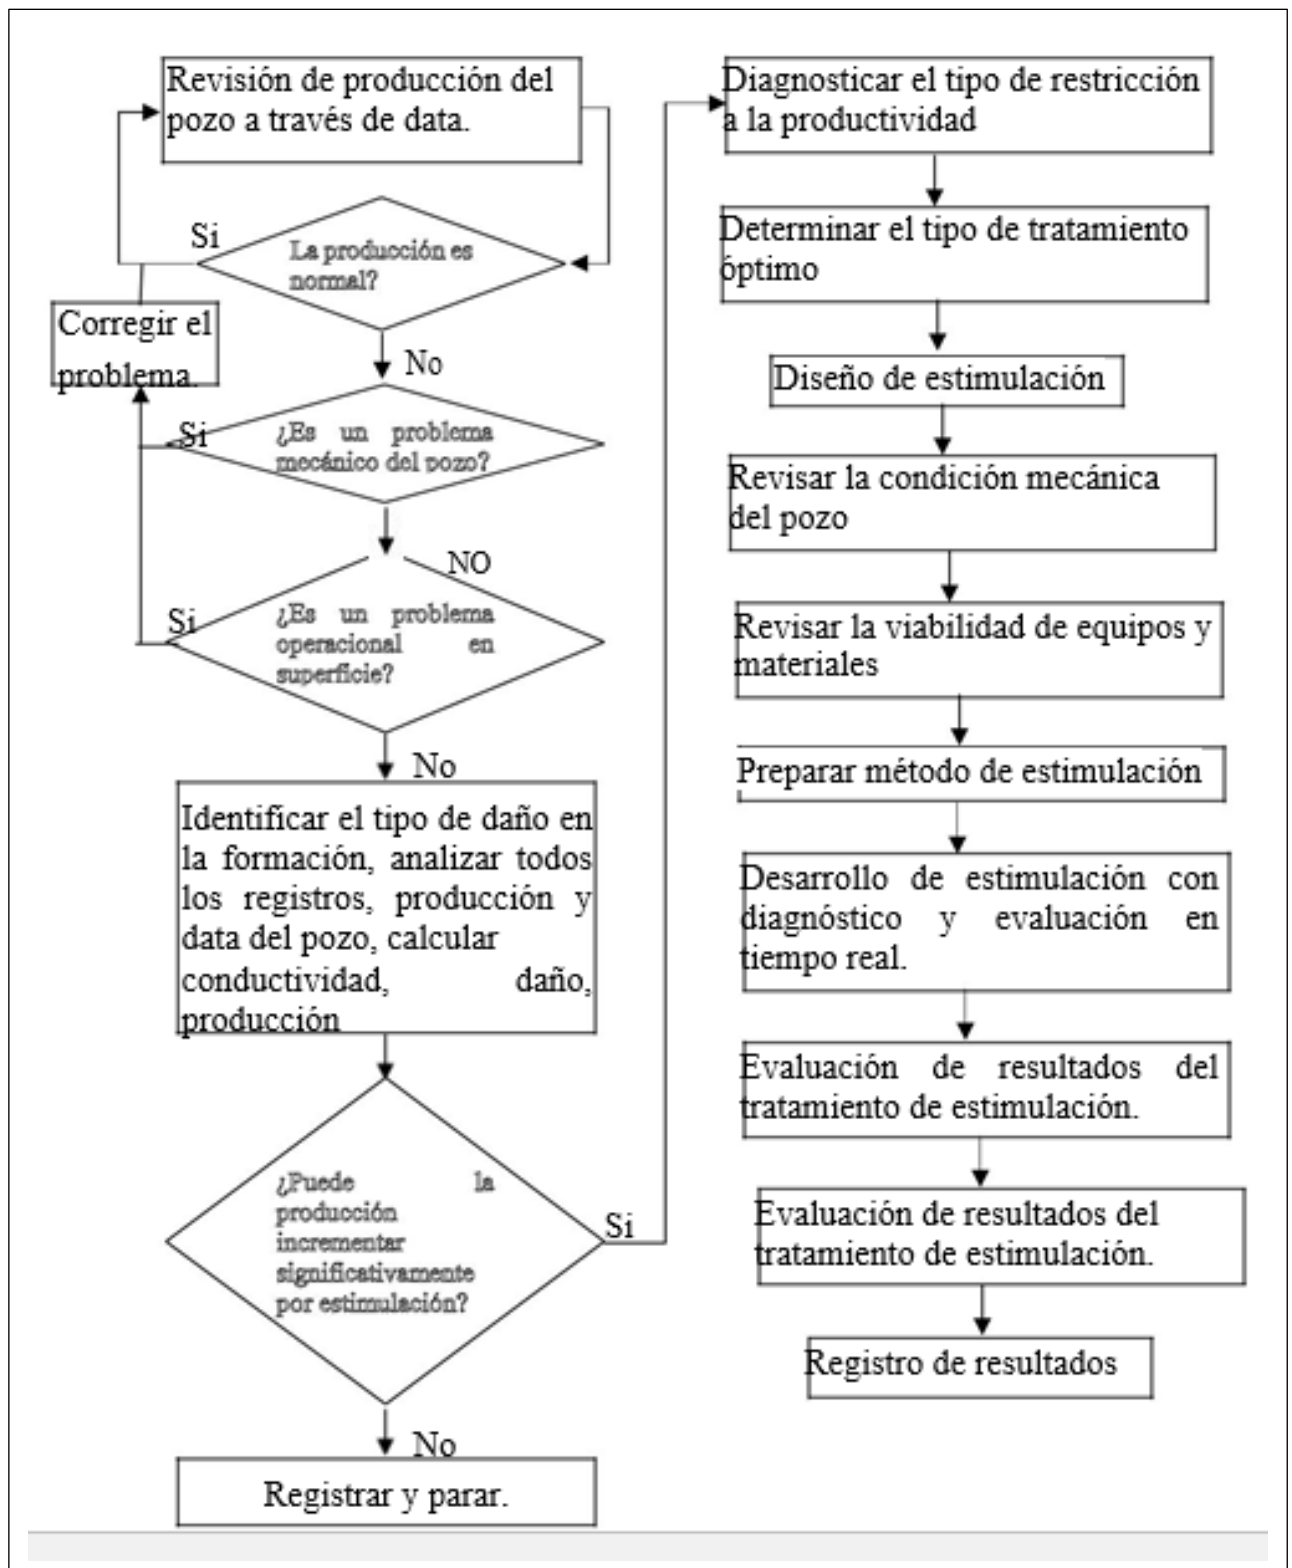 Revisión de producción del
pozo a través de data.
Si
La producción es
normal?
Corregir el
problema.
No
Si
¿Es un problema
mecánico del pozo?
NO
Si
¿Es un problema
operacional en
superficie?
No
Identificar el tipo de daño en
la formación, analizar todos
los registros, producción y
data del pozo, calcular
conductividad, daño,
producción
¿Puede la
producción
incrementar
significativamente
por estimulación?
Si
No
Registrar y parar.
Diagnosticar el tipo de restricción
a la productividad
Determinar el tipo de tratamiento
óptimo
Diseño de estimulación
Revisar la condición mecánica
del pozo
Revisar la viabilidad de equipos y
materiales
Preparar método de estimulación
Desarrollo de estimulación con
diagnóstico y evaluación en
tiempo real.
Evaluación de resultados del
tratamiento de estimulación.
Evaluación de resultados del
tratamiento de estimulación.
Registro de resultados